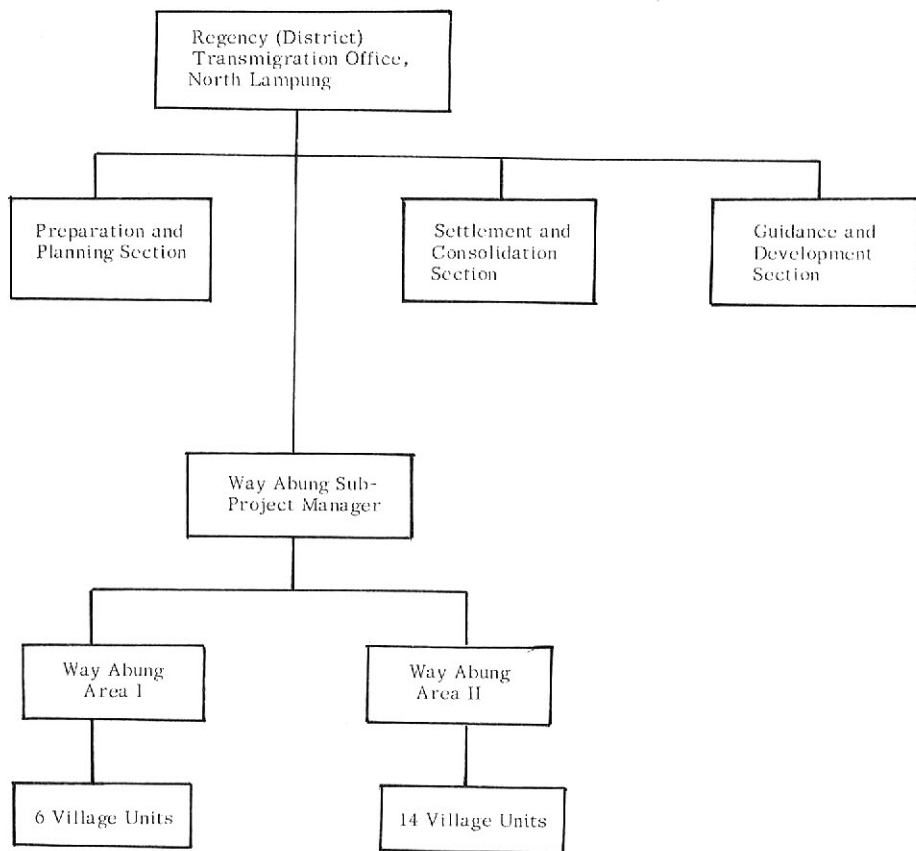 Regency (District)
Transmigration Office,
North Lampung
Preparation and
Planning Section
Settlement and
Consolidation
Section
Guidance and
Development
Section
Way Abung Sub-
Project Manager
Way Abung
Area I
Way Abung
Area II
6 Village Units
14 Village Units